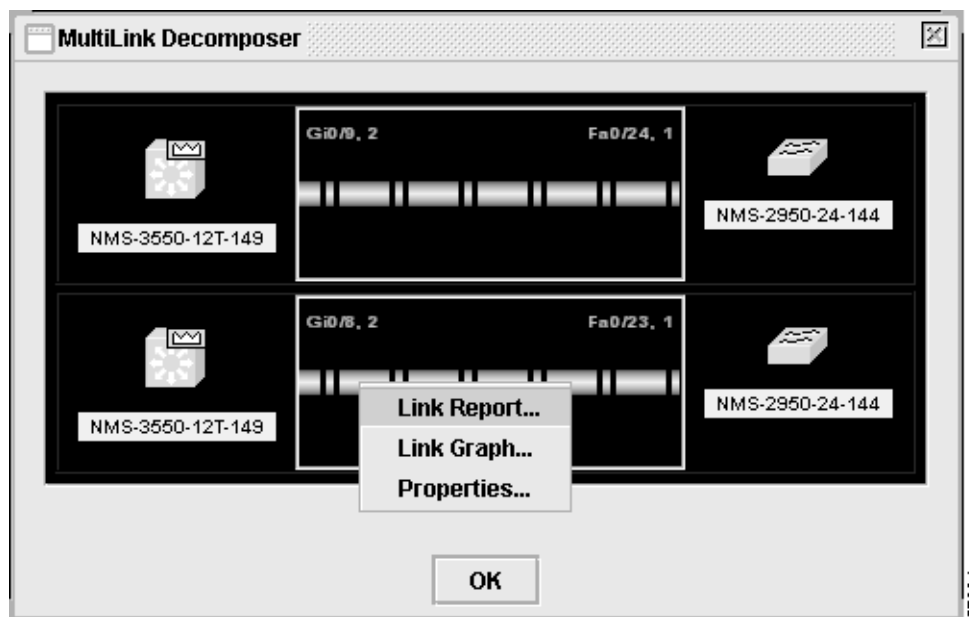 MultiLink Decomposer
Gi0/9, 2
Fa0/24, 1
NMS-3550-12T-149
NMS-2950-24-144
Gi0/8, 2
Fa0/23, 1
NMS-3550-12T-149
NMS-2950-24-144
Link Report...
Link Graph...
Properties...
OK